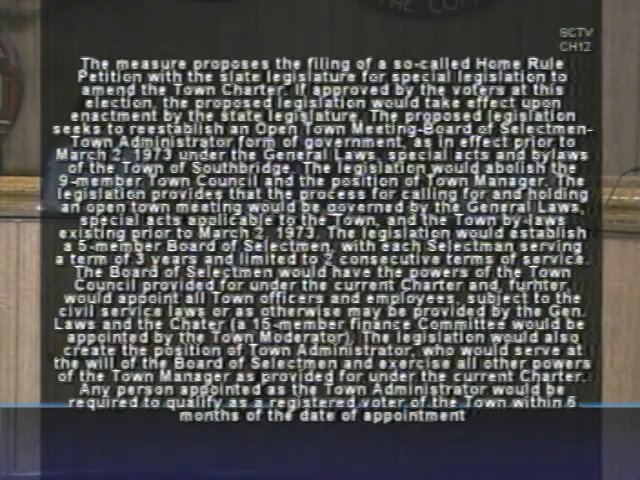 THE COM
SCTV
CH12
The measure proposes the filing of a so-called Home Rule
Petition with the state legislature for special legislation to
amend the Town Charter. If approved by the voters at this
election, the proposed legislation would take effect upon
enactment by the state legislature. The proposed legislation
seeks to reestablish an Open Town Meeting-Board of Selectmen-
Town Administrator form of government, as in effect prior to
March 2, 1973 under the General Laws, special acts and bylaws
of the Town of Southbridge. The legislation would abolish the
9-member Town Council and the position of Town Manager. The
legislation provides that the process for calling for and holding
an open town meeting would be governed by the General Laws,
special acts applicable to the Town, and the Town by-laws
existing prior to March 2, 1973. The legislation would establish
a 5-member Board of Selectmen, with each Selectman serving
a term of 3 years and limited to 2 consecutive terms of service.
The Board of Selectmen would have the powers of the Town
Council provided for under the current Charter and, further,
would appoint all Town officers and employees, subject to the
civil service laws or as otherwise may be provided by the Gen.
Laws and the Chater (a 15-member finance Committee would be
appointed by the Town Moderator). The legislation would also
create the position of Town Administrator, who would serve at
the will of the Board of Selectmen and exercise all other powers
of the Town Manager as provided for under the current Charter.
Any person appointed as the Town Administrator would be
required to qualify as a registered voter of the Town within 6
months of the date of appointment